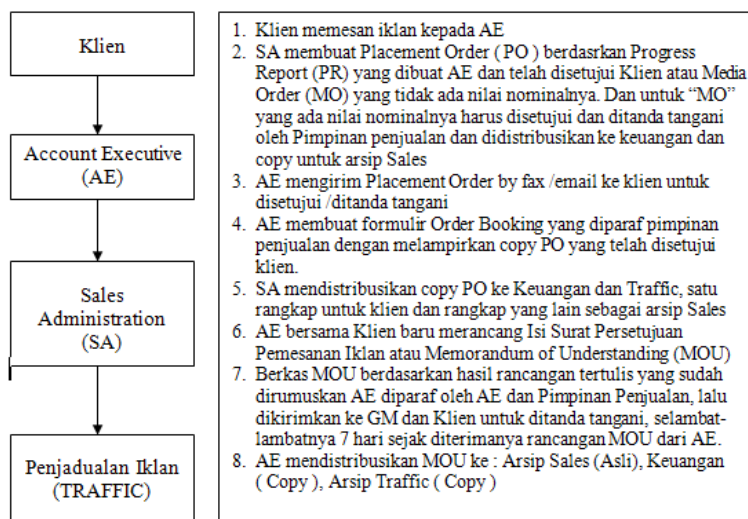 Klien
Account Executive
(AE)
Sales
Administration
(SA)
Penjadualan Iklan
(TRAFFIC)
1. Klien memesan iklan kepada AE
2. SA membuat Placement Order ( PO ) berdasrkan Progress
Report (PR) yang dibuat AE dan telah disetujui Klien atau Media
Order (MO) yang tidak ada nilai nominalnya. Dan untuk “MO”
yang ada nilai nominalnya harus disetujui dan ditanda tangani
oleh Pimpinan penjualan dan didistribusikan ke keuangan dan
copy untuk arsip Sales
3. AE mengirim Placement Order by fax /email ke klien untuk
disetujui /ditanda tangani
4. AE membuat formulir Order Booking yang diparaf pimpinan
penjualan dengan melampirkan copy PO yang telah disetujui
klien.
5. SA mendistribusikan copy PO ke Keuangan dan Traffic, satu
rangkap untuk klien dan rangkap yang lain sebagai arsip Sales
6. AE bersama Klien baru merancang Isi Surat Persetujuan
Pemesanan Iklan atau Memorandum of Understanding (MOU)
7. Berkas MOU berdasarkan hasil rancangan tertulis yang sudah
dirumuskan AE diparaf oleh AE dan Pimpinan Penjualan, lalu
dikirimkan ke GM dan Klien untuk ditanda tangani, selambat-
lambatnya 7 hari sejak diterimanya rancangan MOU dari AE.
8. AE mendistribusikan MOU ke : Arsip Sales (Asli), Keuangan
( Copy ), Arsip Traffic ( Copy )